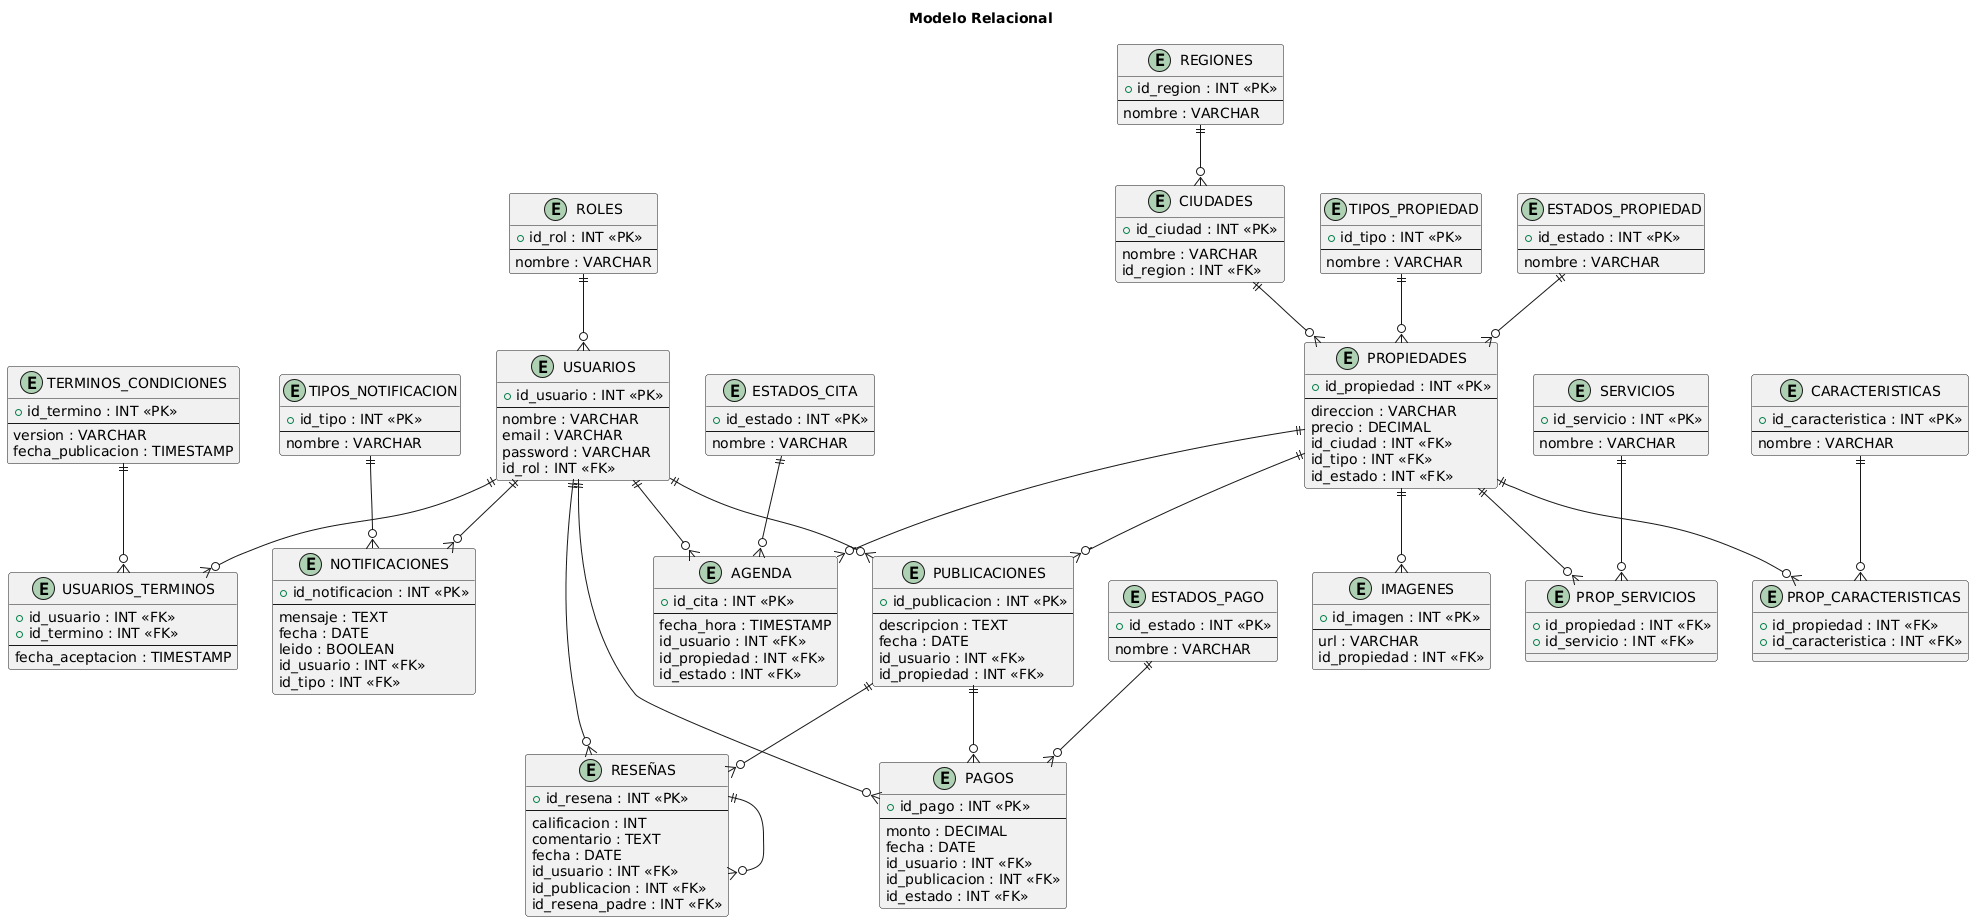 Modelo Relacional
E REGIONES
id_region : INT «PK»
nombre : VARCHAR
E ROLES
id_rol : INT «PK»
nombre : VARCHAR
E CIUDADES
id_ciudad : INT «PK»
nombre : VARCHAR
id_region : INT «FK»
E TIPOS_PROPIEDAD
id_tipo : INT «PK»
nombre : VARCHAR
E ESTADOS_PROPIEDAD
id_estado : INT «PK»
nombre : VARCHAR
E TERMINOS_CONDICIONES
id_termino : INT «PK»
version : VARCHAR
fecha_publicacion : TIMESTAMP
E TIPOS_NOTIFICACION
id_tipo : INT «PK»
nombre : VARCHAR
E USUARIOS
id_usuario : INT «PK»
nombre : VARCHAR
email : VARCHAR
password : VARCHAR
id_rol : INT «FK»
E ESTADOS_CITA
id_estado : INT «PK»
nombre : VARCHAR
E PROPIEDADES
id_propiedad : INT «PK»
direccion : VARCHAR
precio : DECIMAL
id_ciudad : INT «FK»
id_tipo : INT «FK»
id_estado : INT «FK»
E SERVICIOS
id_servicio : INT «PK»
nombre : VARCHAR
E CARACTERISTICAS
id_caracteristica : INT «PK»
nombre : VARCHAR
E USUARIOS_TERMINOS
id_usuario : INT «FK»
id_termino : INT «FK»
fecha_aceptacion : TIMESTAMP
E NOTIFICACIONES
id_notificacion : INT «PK»
mensaje : TEXT
fecha : DATE
leido : BOOLEAN
id_usuario : INT «FK»
id_tipo : INT «FK»
E AGENDA
id_cita : INT «PK»
fecha_hora : TIMESTAMP
id_usuario : INT «FK»
id_propiedad : INT «FK»
id_estado : INT «FK»
E PUBLICACIONES
id_publicacion : INT «PK»
descripcion : TEXT
fecha : DATE
id_usuario : INT «FK»
id_propiedad : INT «FK»
E ESTADOS_PAGO
id_estado : INT «PK»
nombre : VARCHAR
E IMAGENES
id_imagen : INT «PK»
url : VARCHAR
id_propiedad : INT «FK»
E PROP_SERVICIOS
id_propiedad : INT «FK»
id_servicio : INT «FK»
E PROP_CARACTERISTICAS
id_propiedad : INT «FK»
id_caracteristica : INT «FK»
E RESEÑAS
id_resena : INT «PK»
calificacion : INT
comentario : TEXT
fecha : DATE
id_usuario : INT «FK»
id_publicacion : INT «FK»
id_resena_padre : INT «FK»
E PAGOS
id_pago : INT «PK»
monto : DECIMAL
fecha : DATE
id_usuario : INT «FK»
id_publicacion : INT «FK»
id_estado : INT «FK»